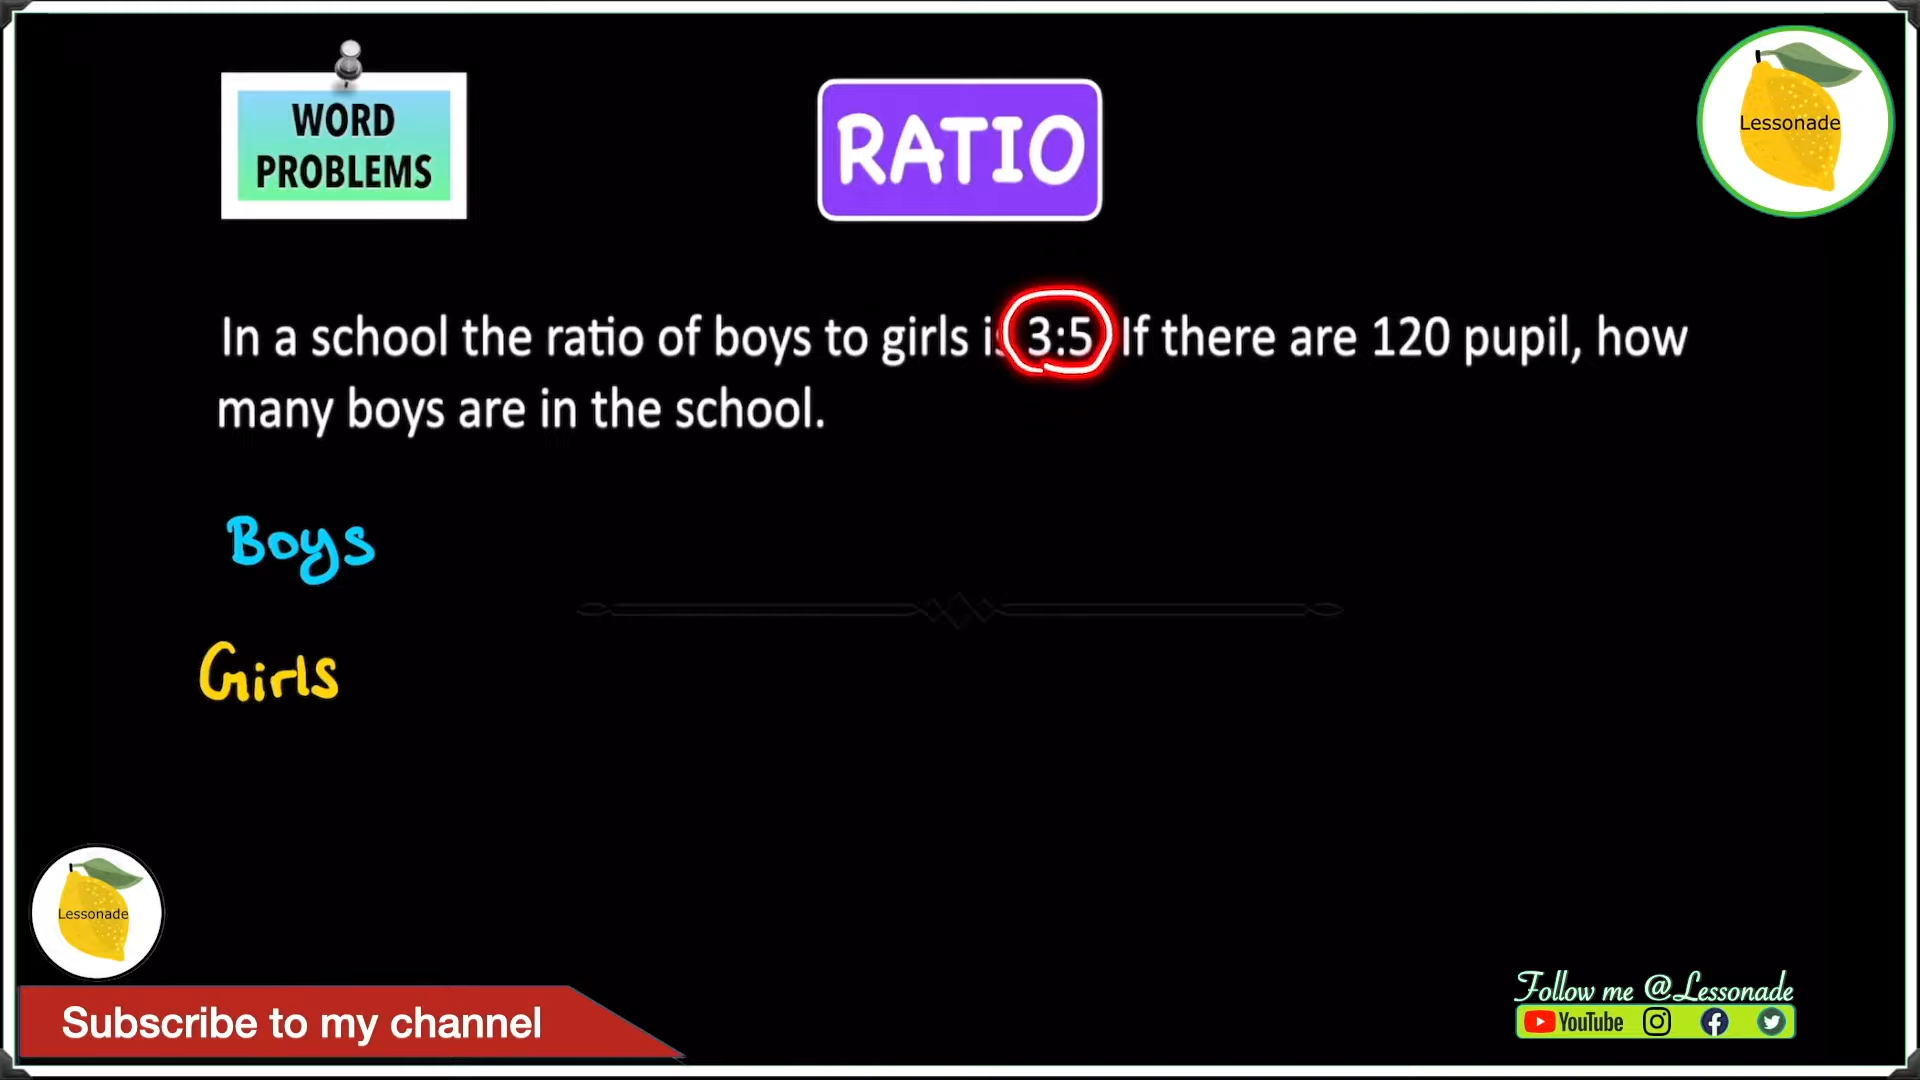 WORD
PROBLEMS
RATIO
Lessonade
In a school the ratio of boys to girls is 3:5 If there are 120 pupil, how
many boys are in the school.
Boys
Girls
Lessonade
Subscribe to my channel
Follow me @Lessonade
YouTube